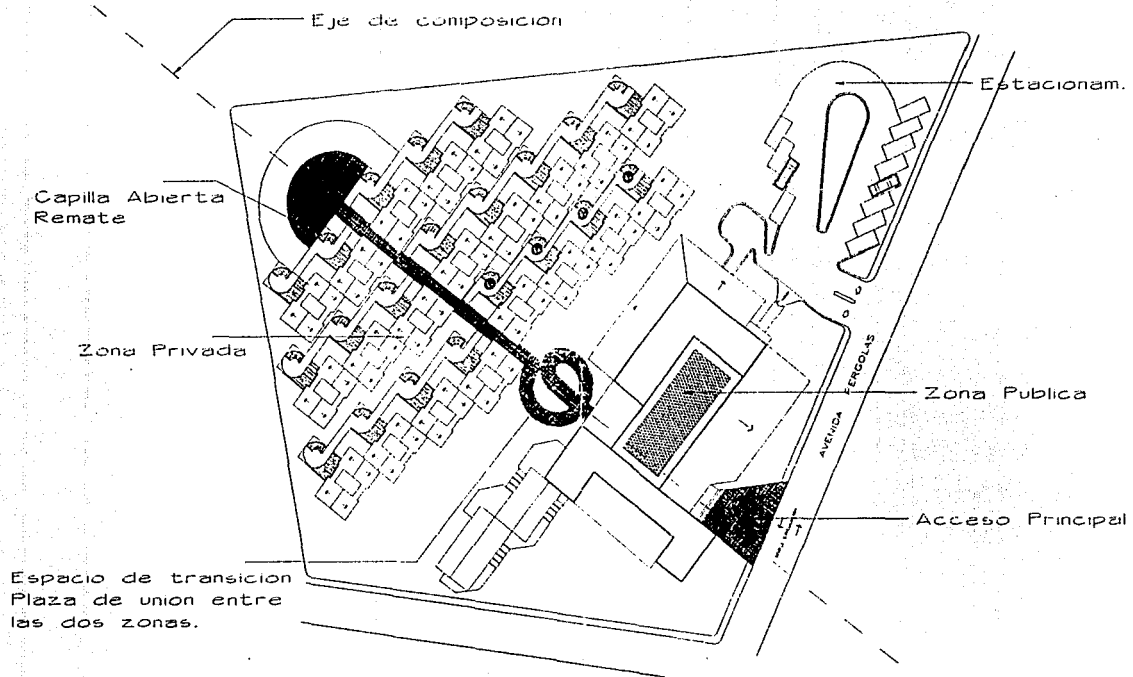 Eje de composicion
Estacionam.
Capilla Abierta
Remate
Zona Privada
AVENIDA PERGOLAS
Zona Publica
Acceso Principal
Espacio de transicion
Plaza de union entre
las dos zonas.